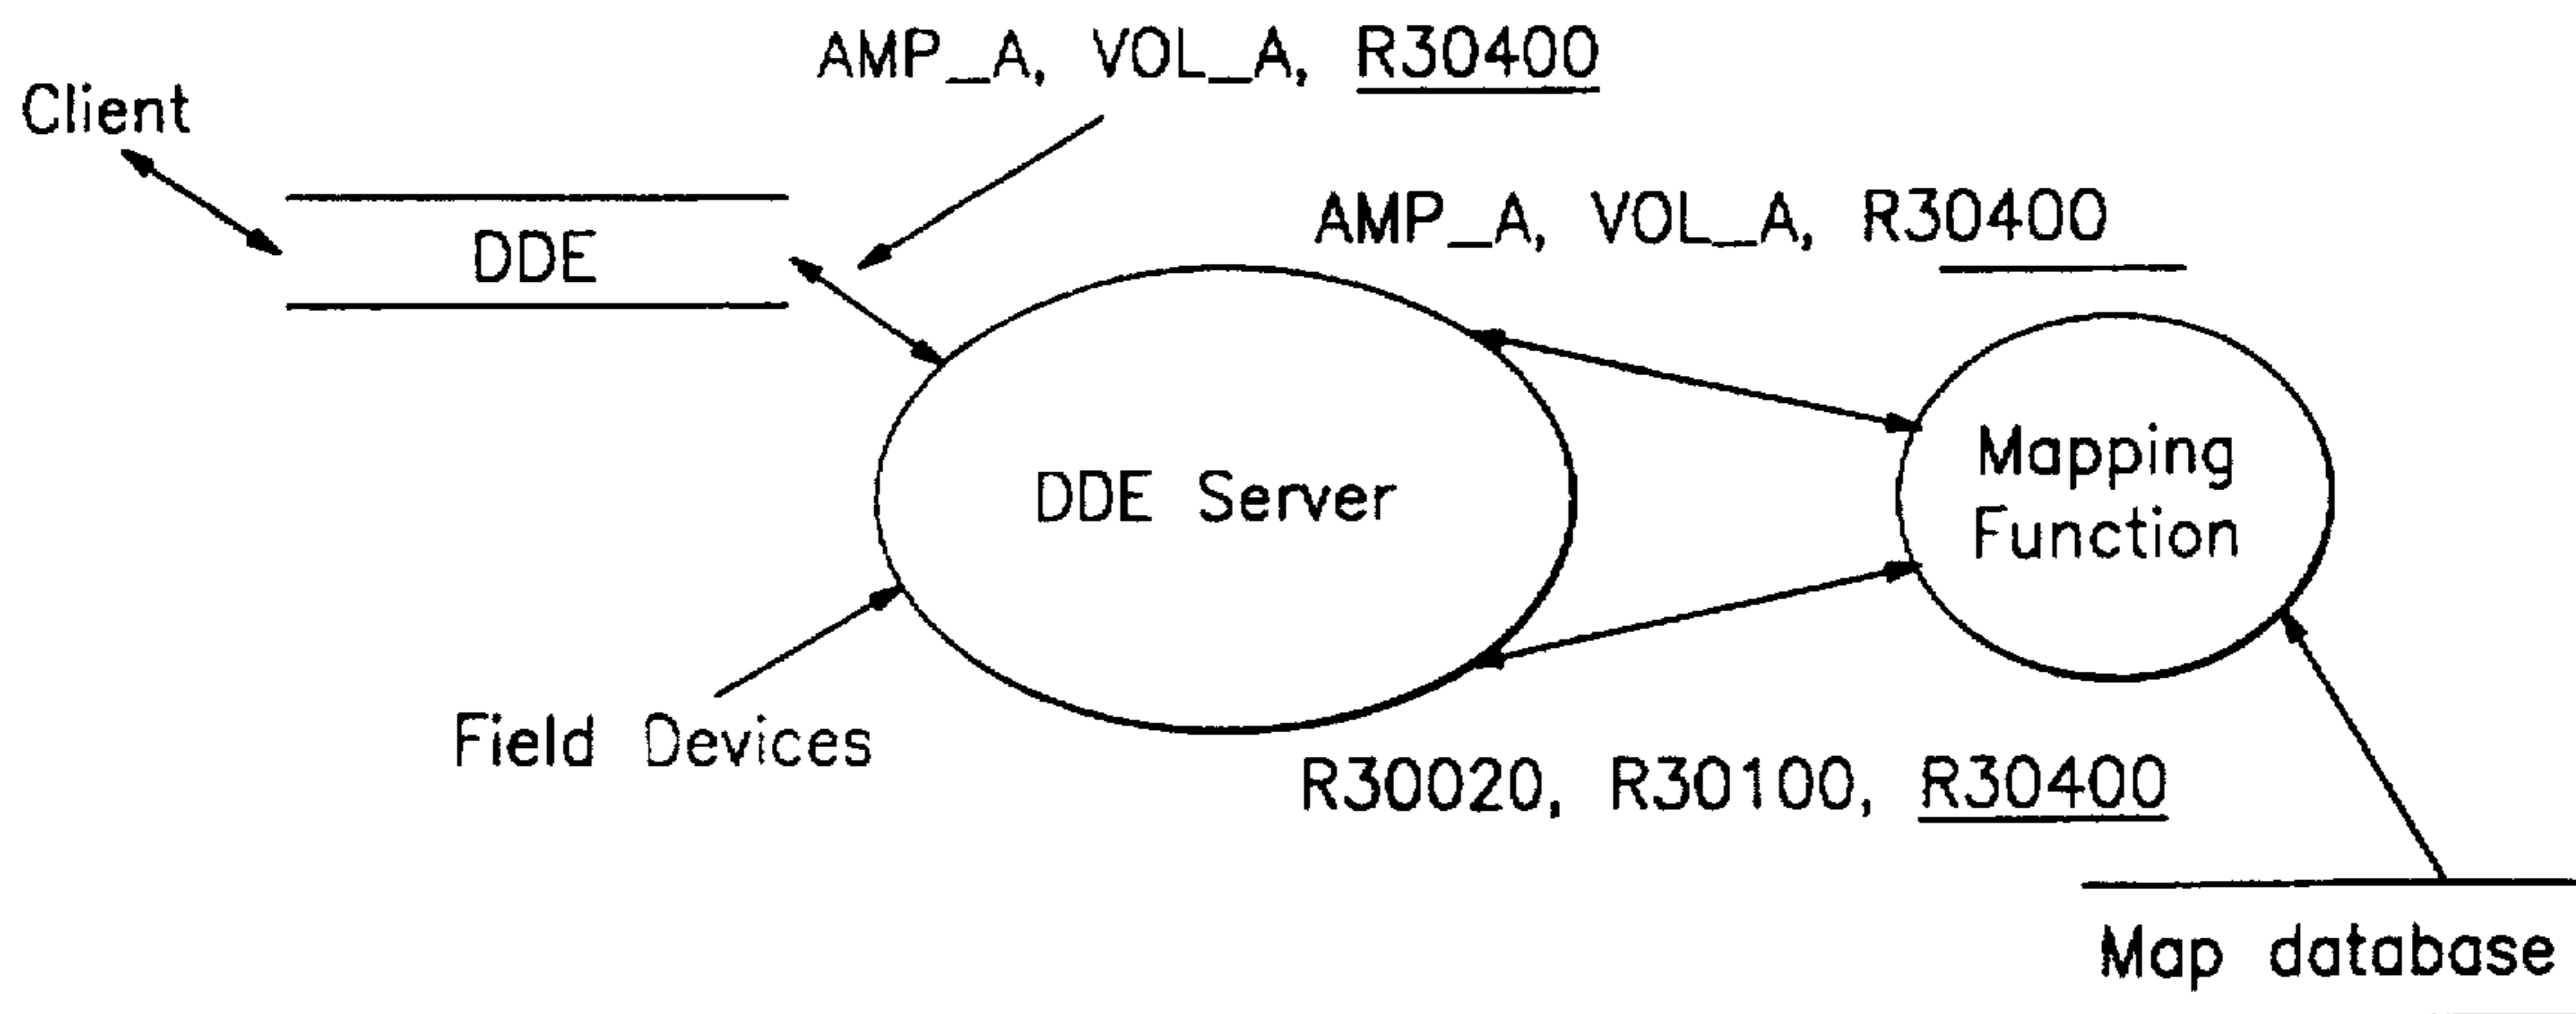 AMP_A, VOL_A, R30400
Client
AMP_A, VOL_A, R30400
DDE
DDE Server
Mapping
Function
Field Devices
R30020, R30100, R30400
Map database